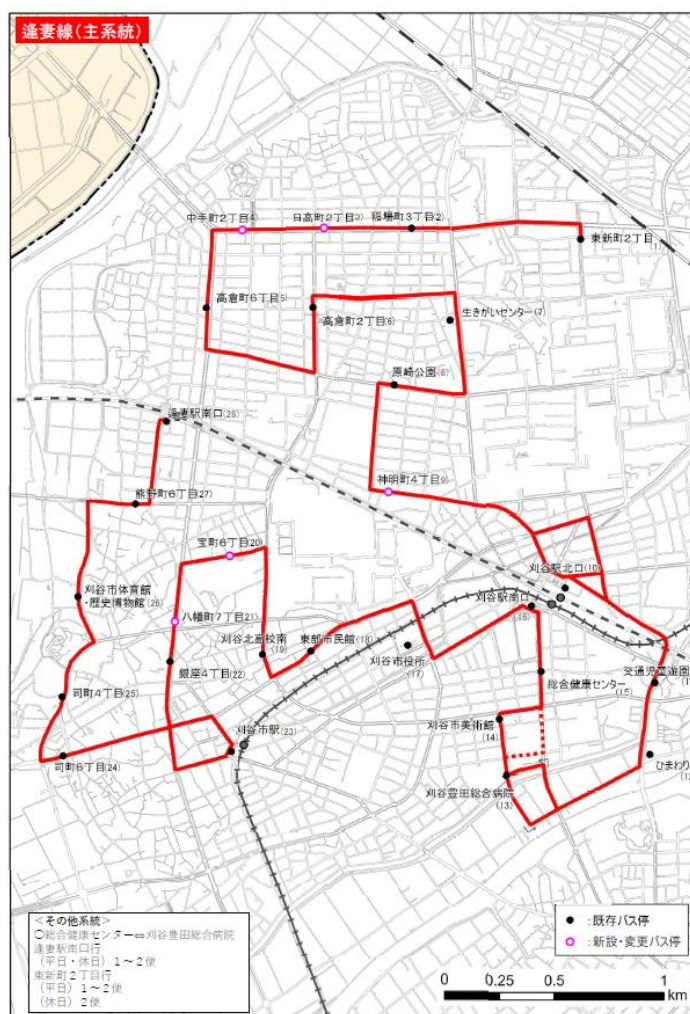 逢妻線(主系統)
中手町2丁目(4)
日高町2丁目(3)
稲場町3丁目(2)
東新町2丁目
(1)
高倉町6丁目(5)
高倉町2丁目(6)
生きがいセンター(7)
原崎公園(8)
逢妻駅南口(28)
神明町4丁目(9)
熊野町6丁目(27)
宝町6丁目(20)
刈谷駅北口(10)
刈谷市体育館
・歴史博物館(26)
刈谷駅南口
(16)
八幡町7丁目(21)
刈谷北高校南
(19)
東部市民館(18)
刈谷市役所
(17)
銀座4丁目(22)
総合健康センター
(15)
交通児童遊園
(1
司町4丁目(25)
刈谷市美術館
(14)
刈谷市駅(23)
司町6丁目(24)
ひまわり
(12
刈谷豊田総合病院
(13)
<その他系統>
○総合健康センター⇔刈谷豊田総合病院
逢妻駅南口行
(平日・休日) 1~2便
東新町2丁目行
(平日) 1~2便
(休日) 2便
:既存バス停
:新設・変更バス停
0 0.25 0.5 1
km